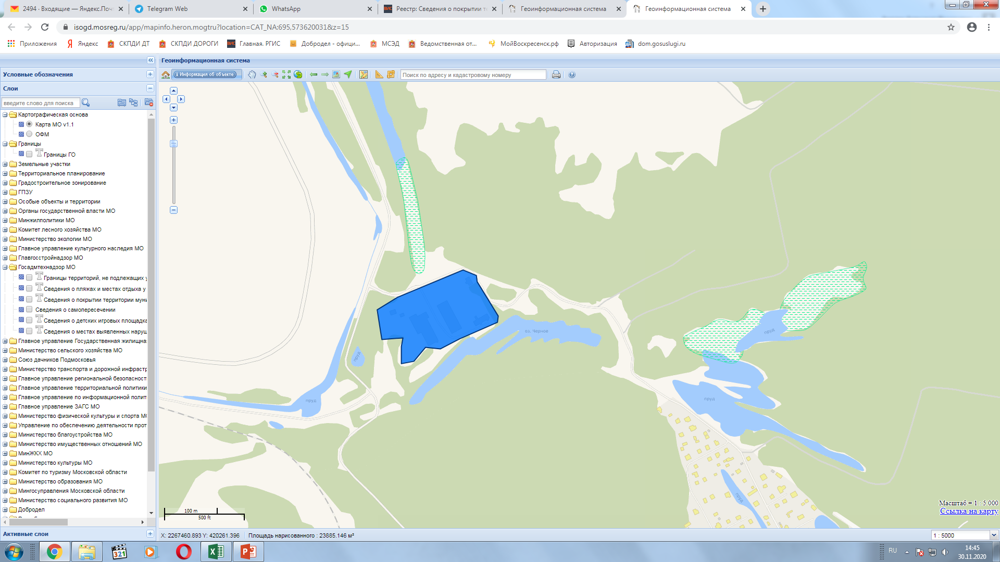 2494 · Входящие — Яндекс.Поч
Telegram Web
WhatsApp
Реестр: Сведения о покрытии т
Геоинформационная система
Геоинформационная система
isogd.mosreg.ru/app/mapinfo.heron.mogtru?location=CAT_NA:695,573620031&z=15
Приложения
Яндекс
СКПДИ ДТ
СКПДИ ДОРОГИ
Главная. РГИС
Добродел - офици...
МСЭД
Ведомственная от...
МойВоскресенск.рф
Авторизация
dom.gosuslugi.ru
Условные обозначения
Слои
введите слово для поиска
Картографическая основа
Карта МО v1.1
ОФМ
Границы
Границы ГО
Земельные участки
Территориальное планирование
Градостроительное зонирование
ГПЗУ
Особые объекты и территории
Органы государственной власти МО
Минжилполитики МО
Комитет лесного хозяйства МО
Министерство экологии МО
Главное управление культурного наследия МО
Главгосстройнадзор МО
Госадмтехнадзор МО
Границы территорий, не подлежащих у
Сведения о пляжах и местах отдыха у
Сведения о покрытии территории муни
Сведения о самопересечении
Сведения о детских игровых площадка
Сведения о местах выявленных наруш
Главное управление Государственная жилищна
Министерство сельского хозяйства МО
Союз дачников Подмосковья
Министерство транспорта и дорожной инфрастр
Главное управление региональной безопасност
Главное управление территориальной политики
Главное управление по информационной полит
Главное управление ЗАГС МО
Министерство физической культуры и спорта МО
Управление по обеспечению деятельности прот
Министерство благоустройства МО
Министерство имущественных отношений МО
МинЖКХ МО
Министерство культуры МО
Комитет по туризму Московской области
Министерство образования МО
Мингосуправления Московской области
Министерство социального развития МО
Добродел
Активные слои
Геоинформационная система
Информация об объекте
Поиск по адресу и кадастровому номеру
оз. Черное
пруд
пруд
пруд
пруд
пруд
100 m
500 ft
Масштаб = 1 : 5 000
Ссылка на карту
X: 2267460.893 Y: 420261.396
Площадь нарисованного : 23885.146 м²
1 : 5000
321
RU
14:45
30.11.2020